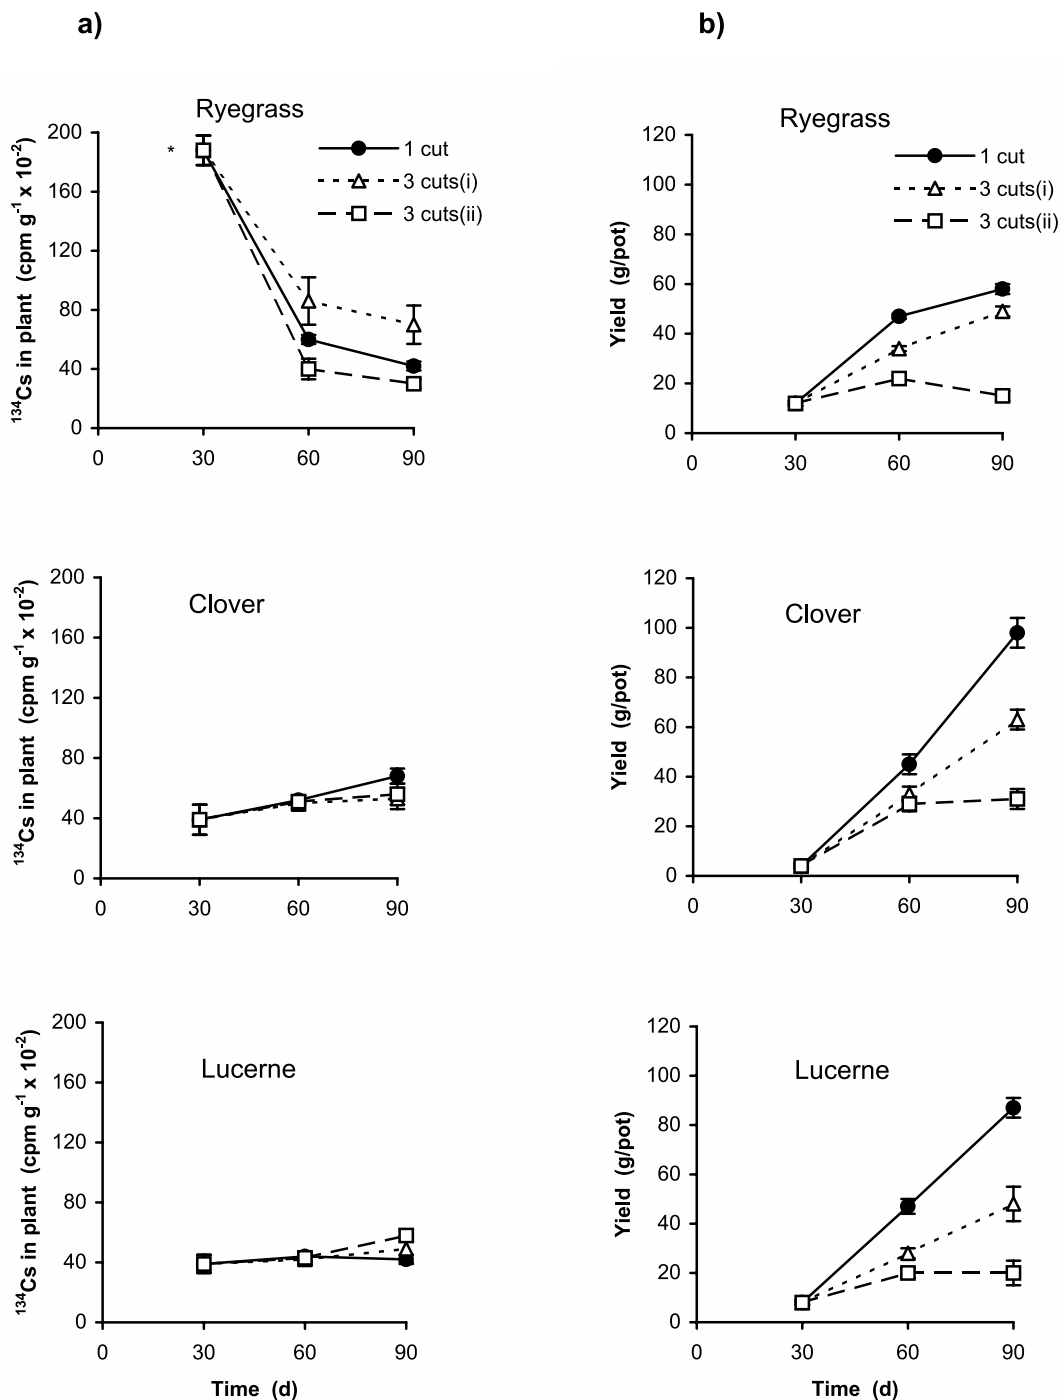 a)
b)
Ryegrass
200
160
120
80
40
0
0 30 60 90
¹³⁴Cs in plant (cpm g⁻¹ x 10⁻²)
*
1 cut
3 cuts(i)
3 cuts(ii)
Ryegrass
120
100
80
60
40
20
0
0 30 60 90
Yield (g/pot)
1 cut
3 cuts(i)
3 cuts(ii)
Clover
200
160
120
80
40
0
0 30 60 90
¹³⁴Cs in plant (cpm g⁻¹ x 10⁻²)
Clover
120
100
80
60
40
20
0
0 30 60 90
Yield (g/pot)
Lucerne
200
160
120
80
40
0
0 30 60 90
¹³⁴Cs in plant (cpm g⁻¹ x 10⁻²)
Time (d)
Lucerne
120
100
80
60
40
20
0
0 30 60 90
Yield (g/pot)
Time (d)